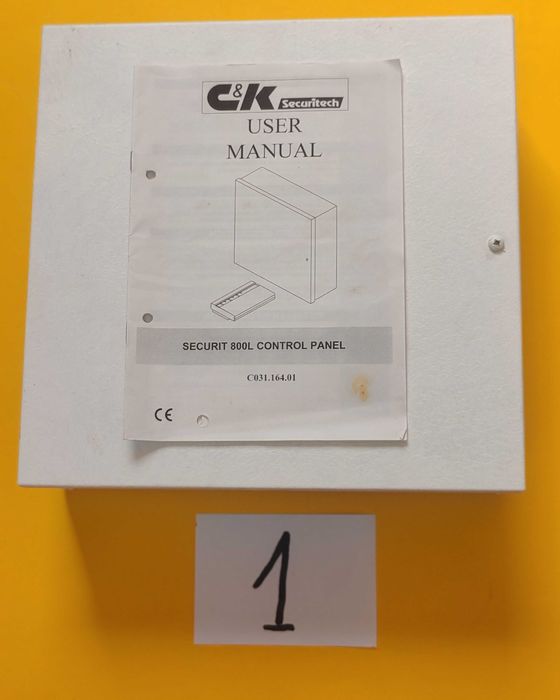 C&K Securitech
USER
MANUAL
SECURIT 800L CONTROL PANEL
C031.164.01
CE
1